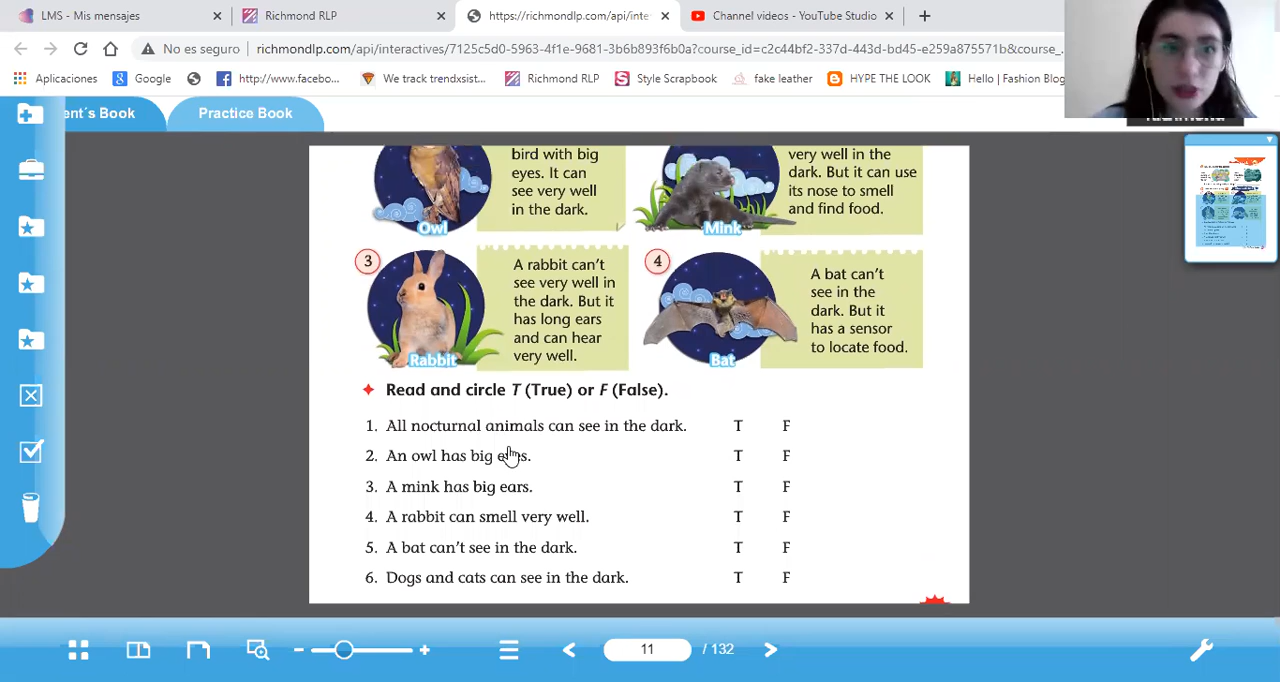 LMS - Mis mensajes
Richmond RLP
https://richmondlp.com/api/inte
Channel videos - YouTube Studio
No es seguro
richmondlp.com/api/interactives/7125c5d0-5963-4f1e-9681-3b6b893f6b0a?course_id=c2c44bf2-337d-443d-bd45-e259a875571b&course_...
Aplicaciones
Google
http://www.facebo...
We track trendxsist...
Richmond RLP
Style Scrapbook
fake leather
HYPE THE LOOK
Hello | Fashion Blog
ent's Book
Practice Book
bird with big
eyes. It can
see very well
in the dark.
Owl
very well in the
dark. But it can use
its nose to smell
and find food.
Mink
3
A rabbit can't
see very well in
the dark. But it
has long ears
and can hear
very well.
Rabbit
4
A bat can't
see in the
dark. But it
has a sensor
to locate food.
Bat
Read and circle T (True) or F (False).
1. All nocturnal animals can see in the dark. T F
2. An owl has big T F
3. A mink has big ears. T F
4. A rabbit can smell very well. T F
5. A bat can't see in the dark. T F
6. Dogs and cats can see in the dark. T F
11 / 132